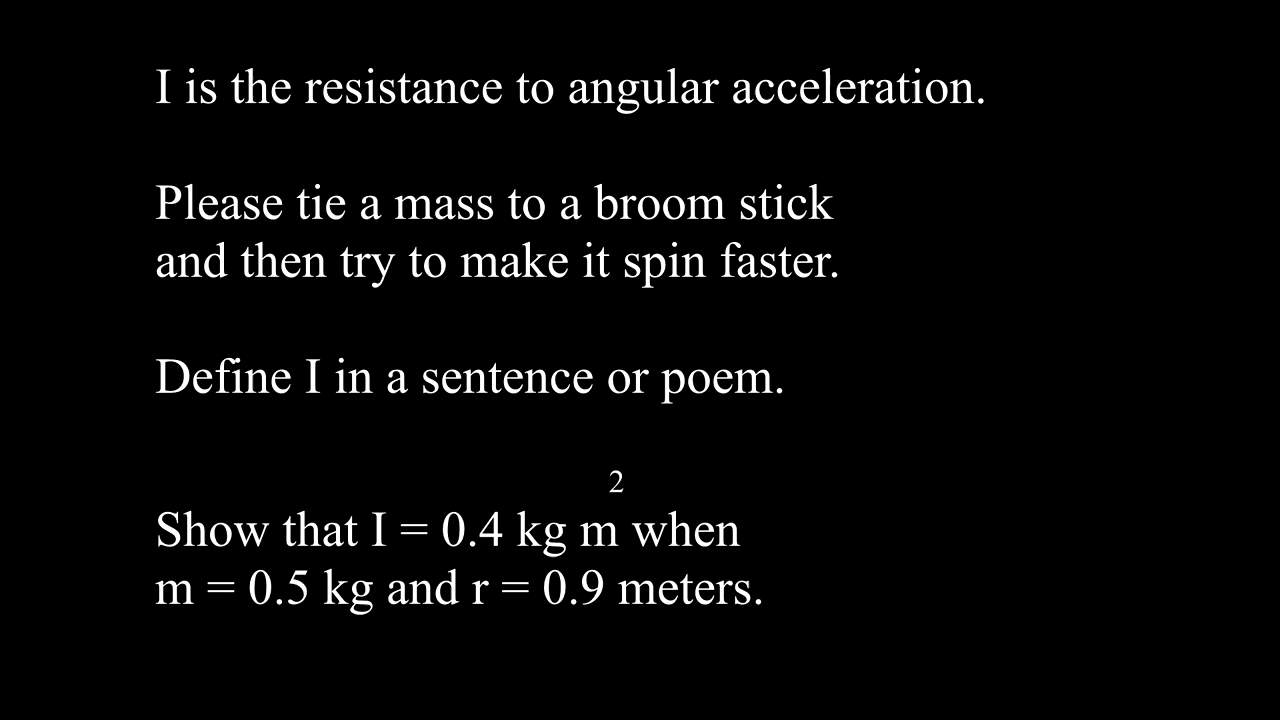 I is the resistance to angular acceleration.
Please tie a mass to a broom stick
and then try to make it spin faster.
Define I in a sentence or poem.
2
Show that I = 0.4 kg m when
m = 0.5 kg and r = 0.9 meters.